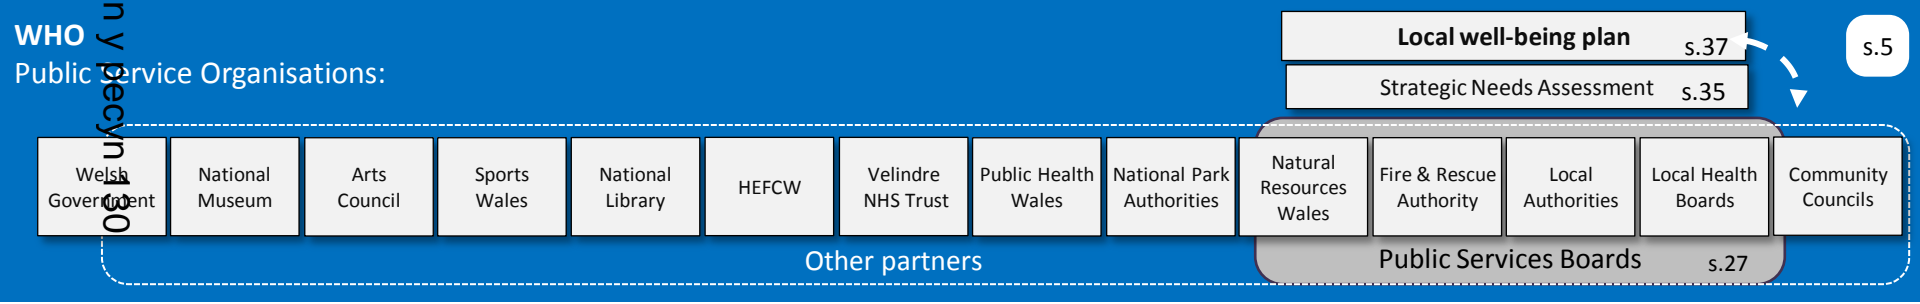 WHO
Public Service Organisations:
n y pecyn 130
Local well-being plan s.37
Strategic Needs Assessment s.35
s.5
Welsh
Government
National
Museum
Arts
Council
Sports
Wales
National
Library
HEFCW
Velindre
NHS Trust
Public Health
Wales
National Park
Authorities
Natural
Resources
Wales
Fire & Rescue
Authority
Local
Authorities
Local Health
Boards
Community
Councils
Other partners
Public Services Boards s.27